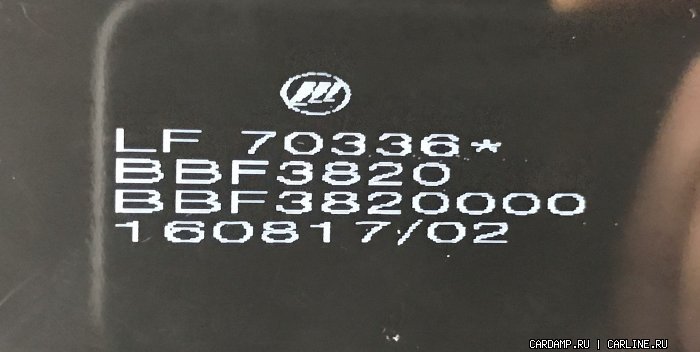 LF 70336*
BBF3820
BBF3820000
160817/02
CARDAMP.RU | CARLINE.RU